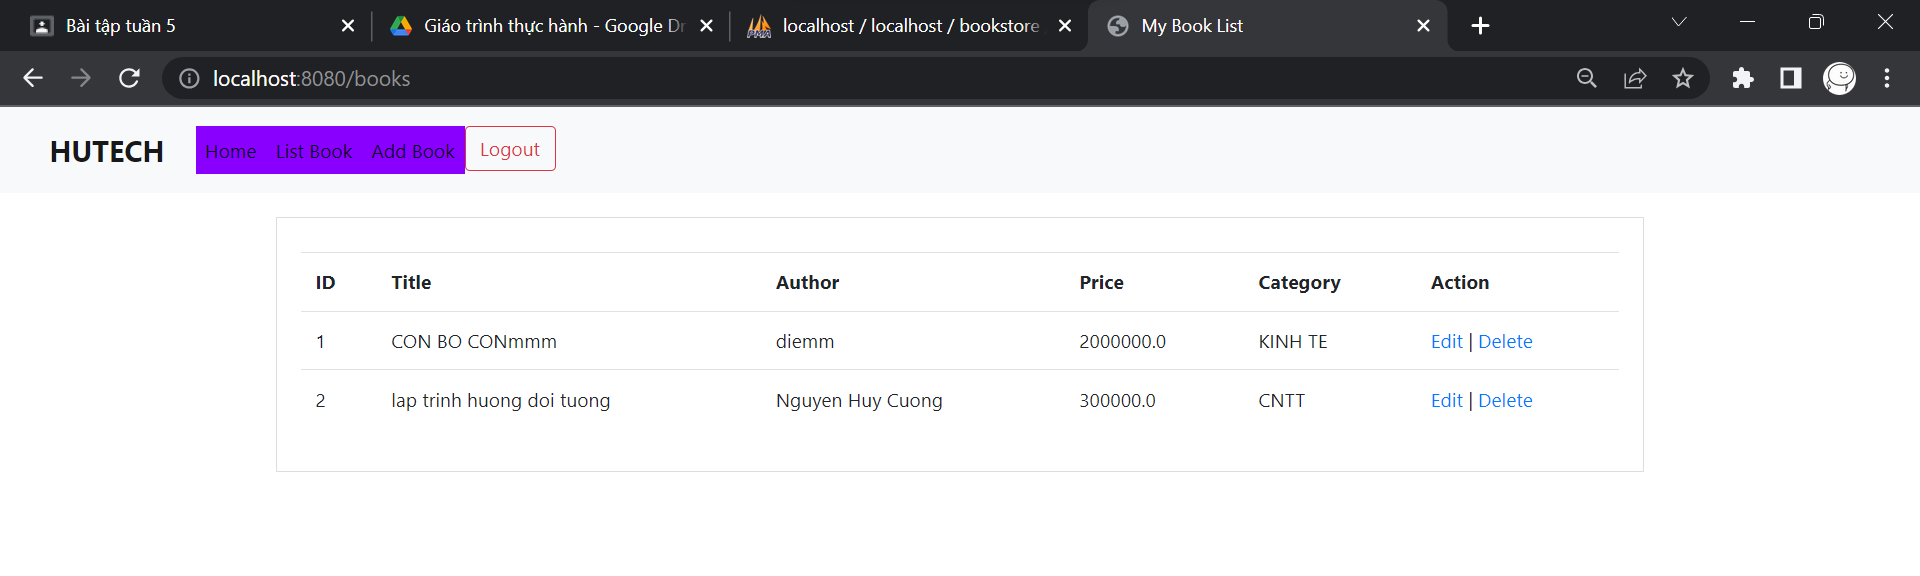 Bài tập tuần 5 Giáo trình thực hành - Google Dr localhost / localhost / bookstore My Book List
localhost:8080/books
HUTECH Home List Book Add Book Logout
ID Title Author Price Category Action
1 CON BO CONmmm diemm 2000000.0 KINH TE Edit | Delete
2 lap trinh huong doi tuong Nguyen Huy Cuong 300000.0 CNTT Edit | Delete